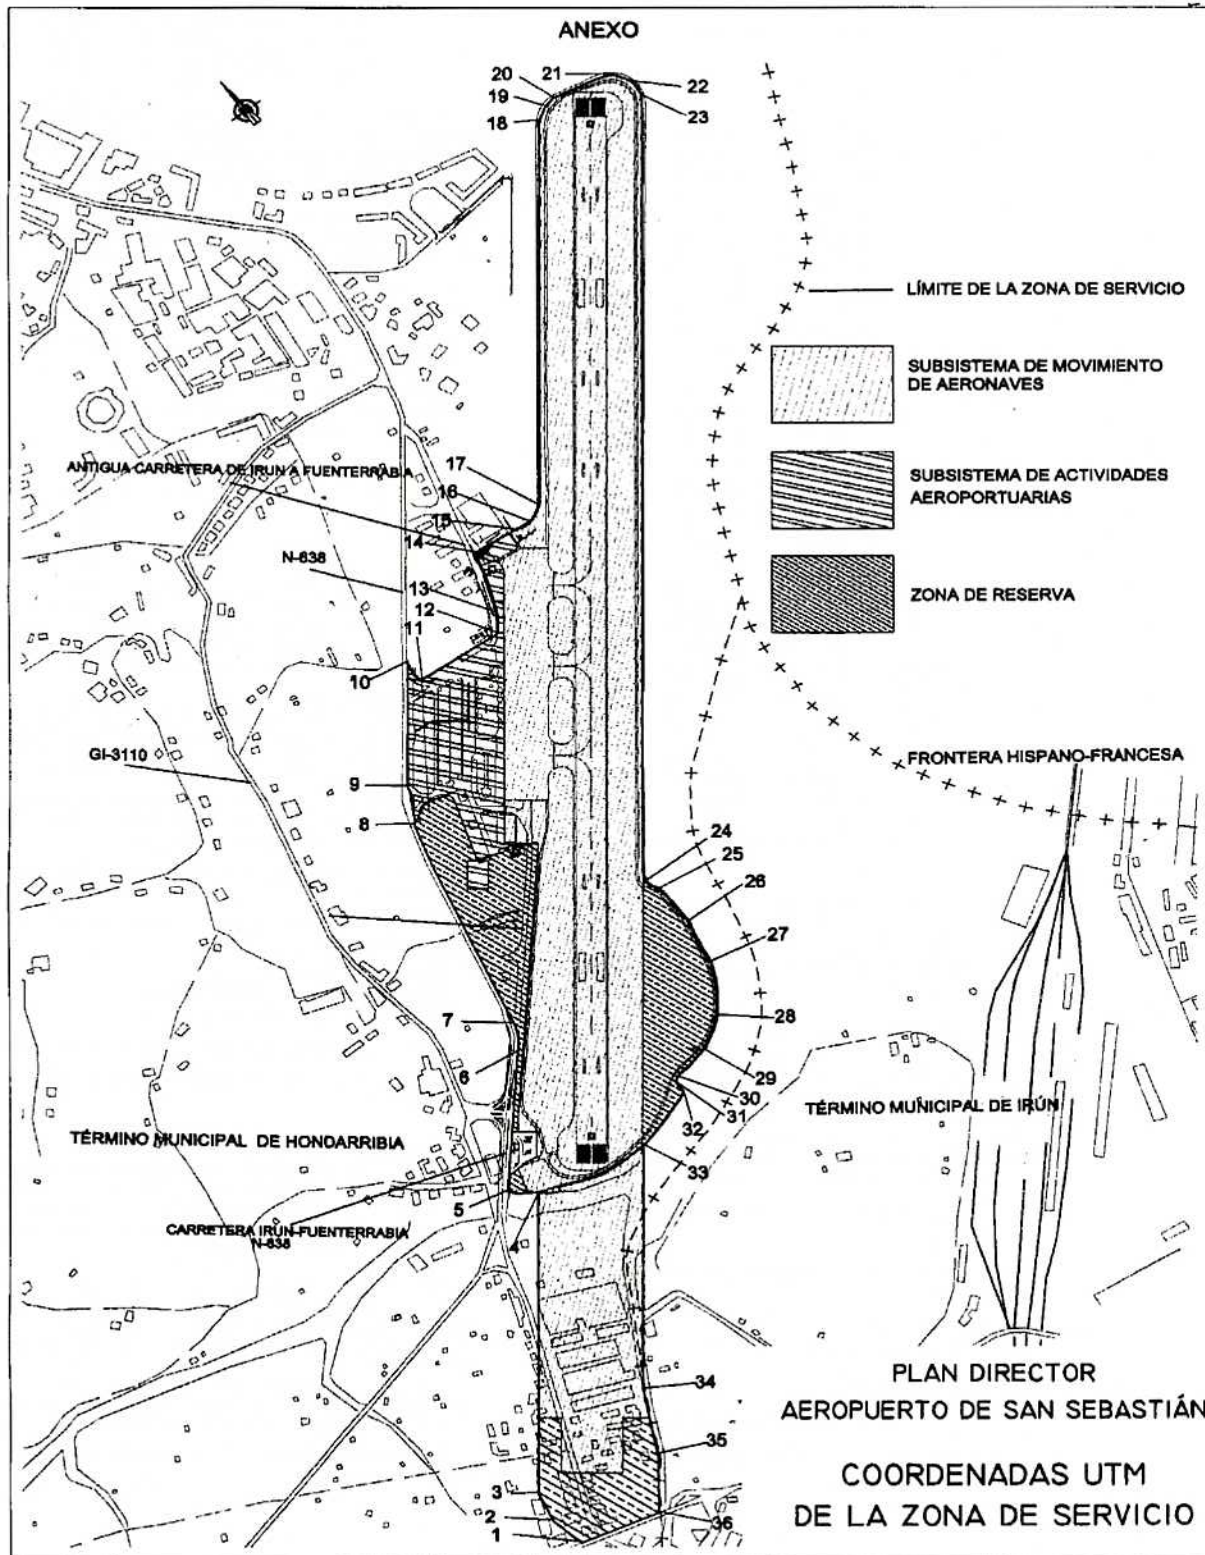 ANEXO
21
22
20
19
23
18
LÍMITE DE LA ZONA DE SERVICIO
SUBSISTEMA DE MOVIMIENTO
DE AERONAVES
17
ANTIGUA CARRETERA DE IRUN A FUENTERRABIA
SUBSISTEMA DE ACTIVIDADES
AEROPORTUARIAS
16
15
14
N-638
13
ZONA DE RESERVA
12
11
10
GI-3110
FRONTERA HISPANO-FRANCESA
9
8
24
25
26
27
28
7
6
29
30
31
32
TÉRMINO MUNICIPAL DE IRÚN
TÉRMINO MUNICIPAL DE HONDARRIBIA
33
5
CARRETERA IRUN-FUENTERRABIA
N-638
4
34
PLAN DIRECTOR
AEROPUERTO DE SAN SEBASTIÁN
35
COORDENADAS UTM
DE LA ZONA DE SERVICIO
3
2
36
1